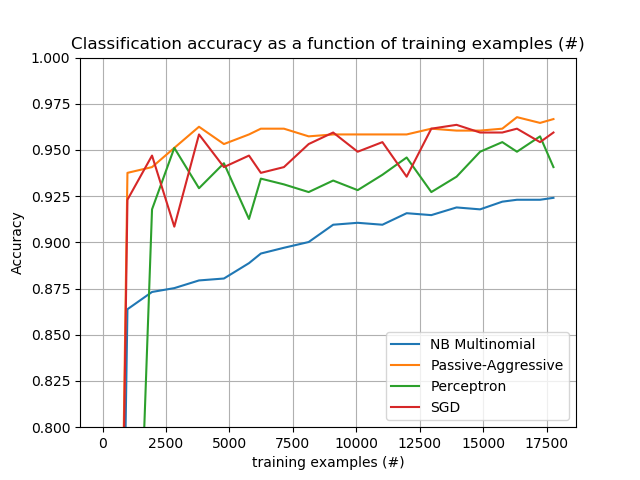 Classification accuracy as a function of training examples (#)
1.000
0.975
0.950
0.925
0.900
0.875
0.850
0.825
0.800
Accuracy
NB Multinomial
Passive-Aggressive
Perceptron
SGD
0 2500 5000 7500 10000 12500 15000 17500
training examples (#)